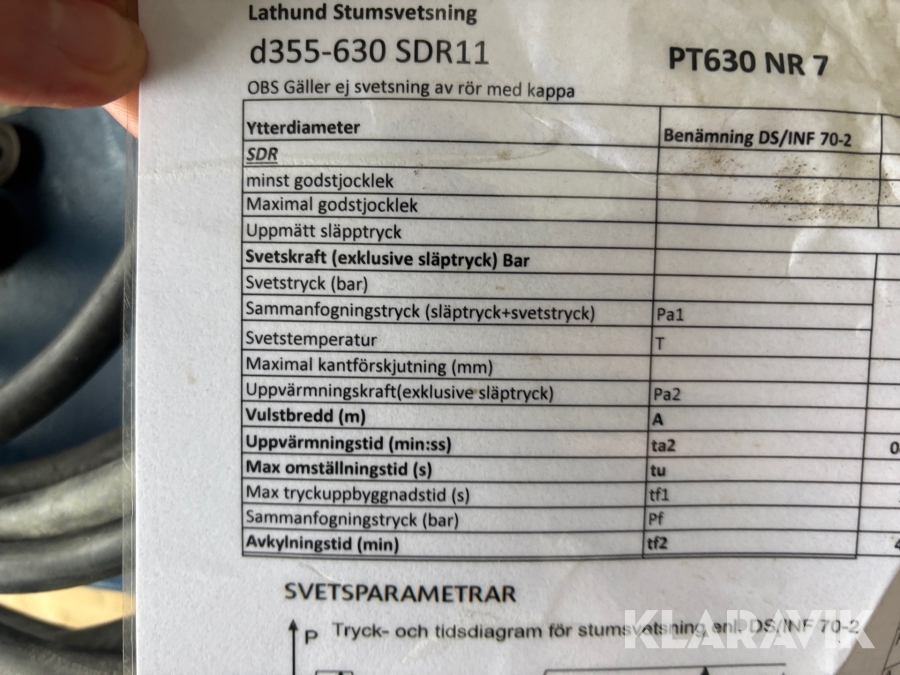 Lathund Stumsvetsning
d355-630 SDR11
PT630 NR 7
OBS Gäller ej svetsning av rör med kappa
Ytterdiameter Benämning DS/INF 70-2
SDR
minst godstjocklek
Maximal godstjocklek
Uppmätt släpptryck
Svetskraft (exklusive släptryck) Bar
Svetstryck (bar)
Sammanfogningstryck (släptryck+svetstryck) Pa1
Svetstemperatur T
Maximal kantförskjutning (mm)
Uppvärmningskraft(exklusive släptryck) Pa2
Vulstbredd (m) A
Uppvärmningstid (min:ss) ta2
Max omställningstid (s) tu
Max tryckuppbyggnadstid (s) tf1
Sammanfogningstryck (bar) Pf
Avkylningstid (min) tf2
SVETSPARAMETRAR
P Tryck- och tidsdiagram för stumsvetsning enl. DS/INF 70-2
KLARAVIK